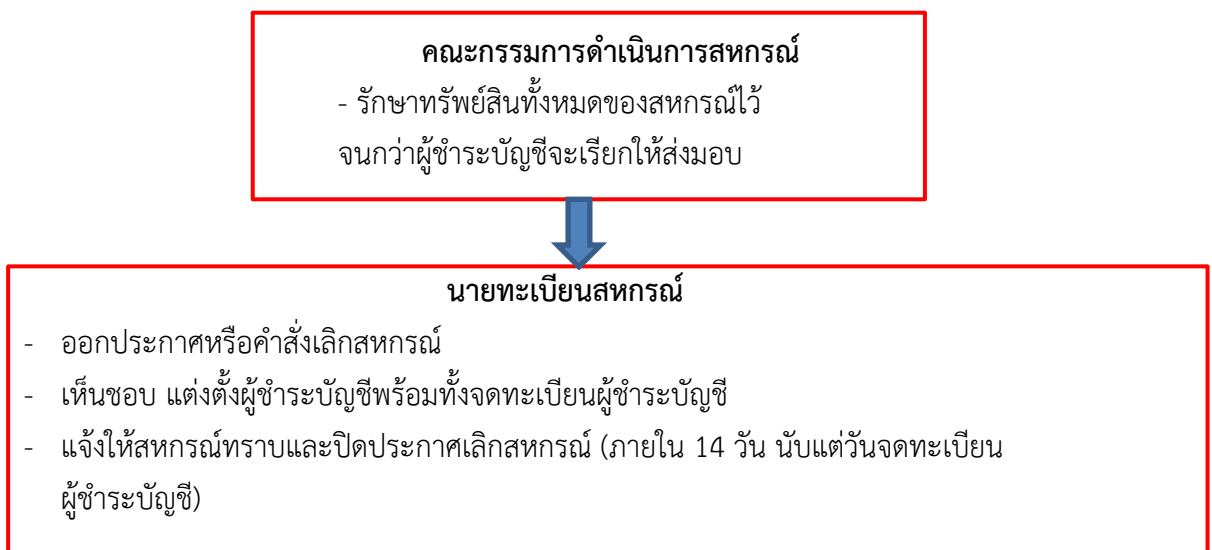 คณะกรรมการดำเนินการสหกรณ์
- รักษาทรัพย์สินทั้งหมดของสหกรณ์ไว้
จนกว่าผู้ชำระบัญชีจะเรียกให้ส่งมอบ
นายทะเบียนสหกรณ์
- ออกประกาศหรือคำสั่งเลิกสหกรณ์
- เห็นชอบ แต่งตั้งผู้ชำระบัญชีพร้อมทั้งจดทะเบียนผู้ชำระบัญชี
- แจ้งให้สหกรณ์ทราบและปิดประกาศเลิกสหกรณ์ (ภายใน 14 วัน นับแต่วันจดทะเบียน
ผู้ชำระบัญชี)